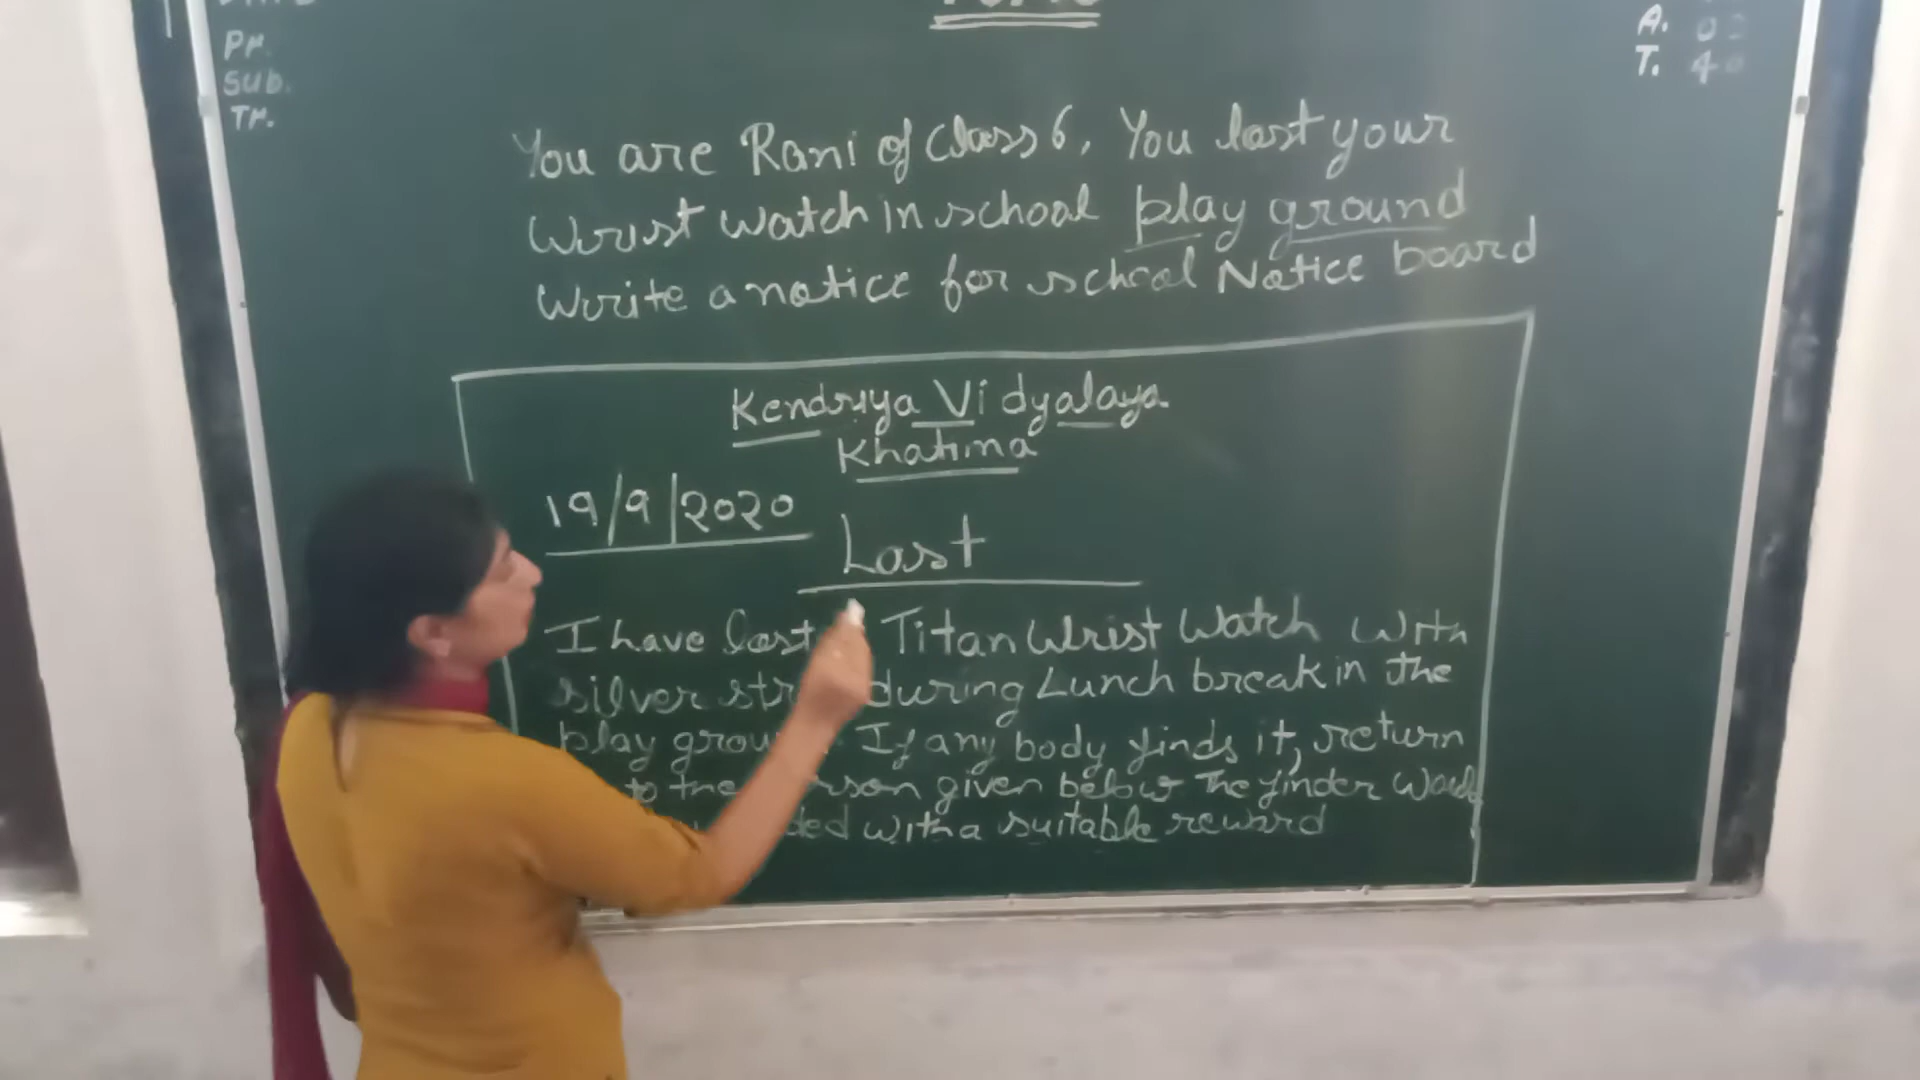 Pr.
Sub.
Tr.
A.
T. 4
You are Rani of Class 6, You lost your
Wrist watch in school play ground
Write a notice for school Notice board
Kendriya Vidyalaya
Khatima
19/9/2020
Lost
I have lost Titan Wrist Watch with
silver during Lunch break in the
play If any body finds it, return
to the given below The finder
with a suitable reward